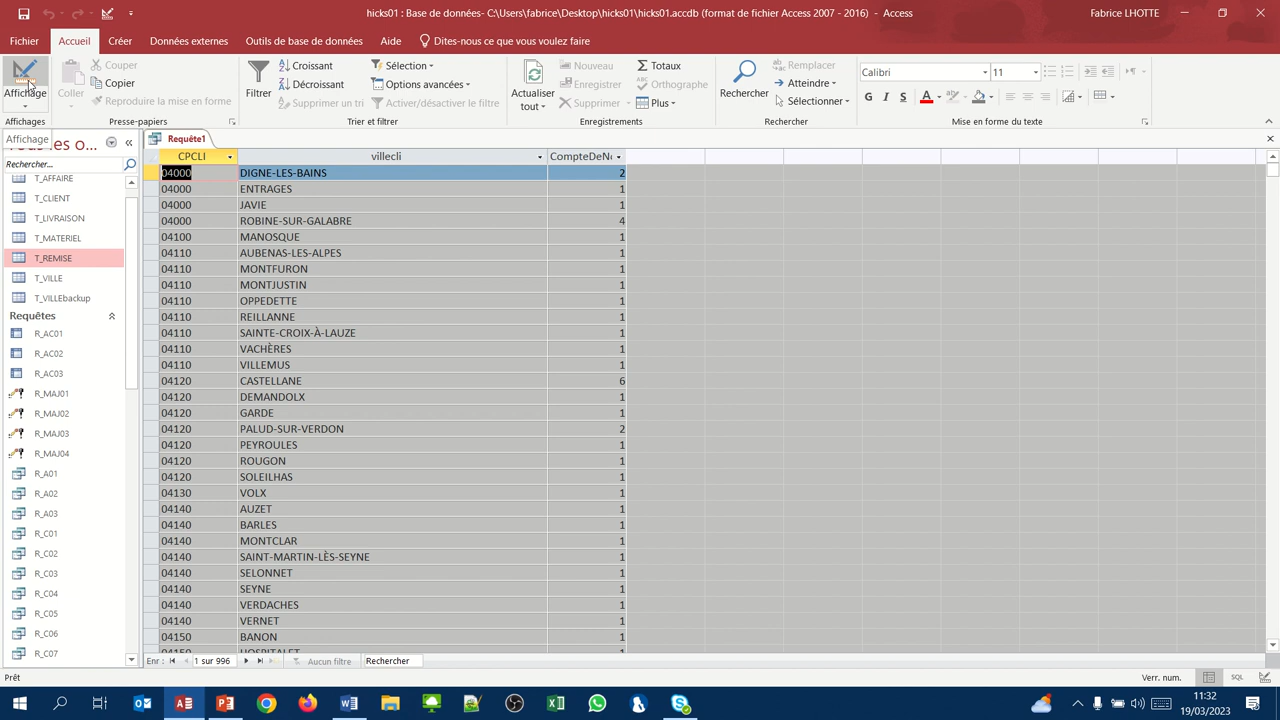 hicks01 : Base de données- C:\Users\fabrice\Desktop\hicks01\hicks01.accdb (format de fichier Access 2007 - 2016) - Access
Fabrice LHOTTE
Fichier
Accueil
Créer
Données externes
Outils de base de données
Aide
Dites-nous ce que vous voulez faire
Affichage
Affichages
Coller
Couper
Copier
Reproduire la mise en forme
Presse-papiers
Filtrer
Croissant
Décroissant
Supprimer un tri
Sélection
Options avancées
Activer/désactiver le filtre
Trier et filtrer
Actualiser
tout
Nouveau
Enregistrer
Supprimer
Totaux
Orthographe
Plus
Enregistrements
Rechercher
Remplacer
Atteindre
Sélectionner
Rechercher
Calibri
11
G I S
A
Mise en forme du texte
Affichage
Rechercher...
T_AFFAIRE
T_CLIENT
T_LIVRAISON
T_MATERIEL
T_REMISE
T_VILLE
T_VILLEbackup
Requêtes
R_AC01
R_AC02
R_AC03
R_MAJ01
R_MAJ02
R_MAJ03
R_MAJ04
R_A01
R_A02
R_A03
R_C01
R_C02
R_C03
R_C04
R_C05
R_C06
R_C07
Requête1
CPCLI villecli CompteDeNo
04000 DIGNE-LES-BAINS 2
04000 ENTRAGES 1
04000 JAVIE 1
04000 ROBINE-SUR-GALABRE 4
04100 MANOSQUE 1
04110 AUBENAS-LES-ALPES 1
04110 MONTFURON 1
04110 MONTJUSTIN 1
04110 OPPEDETTE 1
04110 REILLANNE 1
04110 SAINTE-CROIX-À-LAUZE 1
04110 VACHÈRES 1
04110 VILLEMUS 1
04120 CASTELLANE 6
04120 DEMANDOLX 1
04120 GARDE 1
04120 PALUD-SUR-VERDON 2
04120 PEYROULES 1
04120 ROUGON 1
04120 SOLEILHAS 1
04130 VOLX 1
04140 AUZET 1
04140 BARLES 1
04140 MONTCLAR 1
04140 SAINT-MARTIN-LÈS-SEYNE 1
04140 SELONNET 1
04140 SEYNE 1
04140 VERDACHES 1
04140 VERNET 1
04150 BANON 1
Enr : 1 sur 996 Aucun filtre Rechercher
Prêt
Verr. num.
SQL
11:32
19/03/2023